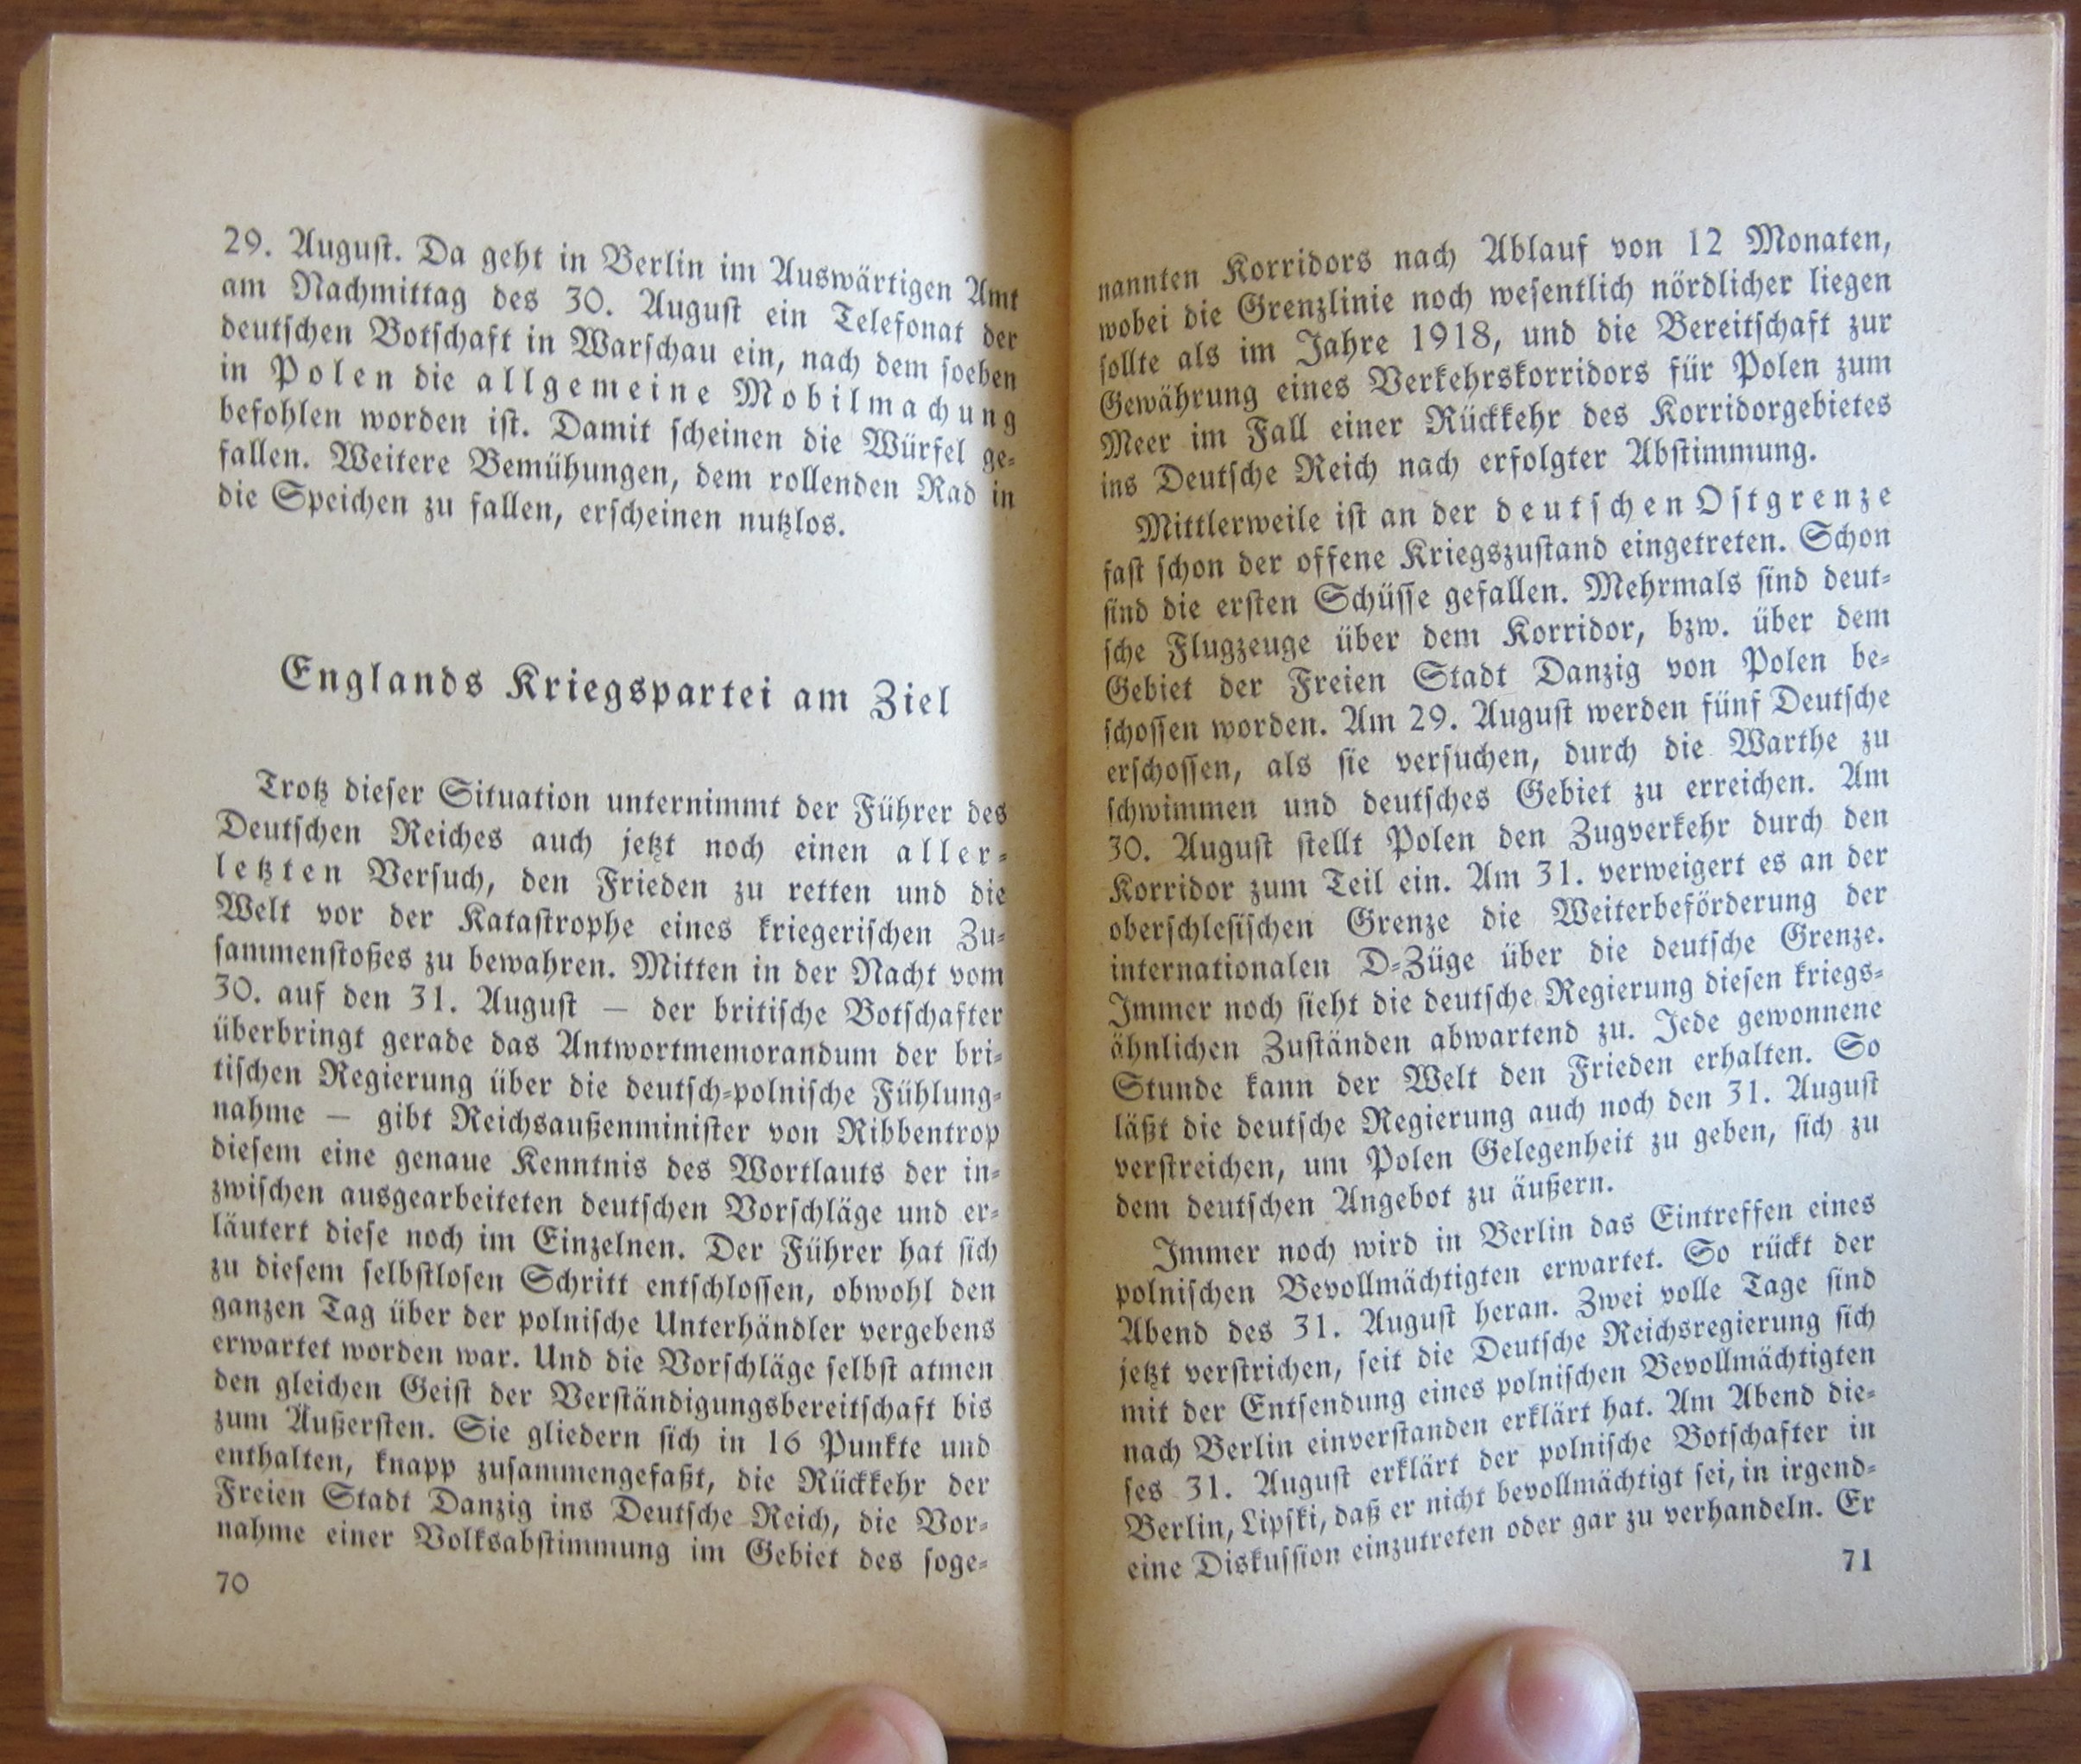 29. August. Da geht in Berlin im Auswärtigen Amt
am Nachmittag des 30. August ein Telefonat der
deutschen Botschaft in Warschau ein, nach dem soeben
in Polen die allgemeine Mobilmachung
befohlen worden ist. Damit scheinen die Würfel ge-
fallen. Weitere Bemühungen, dem rollenden Rad in
die Speichen zu fallen, erscheinen nutzlos.
Englands Kriegspartei am Ziel
Trotz dieser Situation unternimmt der Führer des
Deutschen Reiches auch jetzt noch einen aller-
letzten Versuch, den Frieden zu retten und die
Welt vor der Katastrophe eines kriegerischen Zu-
sammenstoßes zu bewahren. Mitten in der Nacht vom
30. auf den 31. August — der britische Botschafter
überbringt gerade das Antwortmemorandum der bri-
tischen Regierung über die deutsch-polnische Fühlung-
nahme — gibt Reichsaußenminister von Ribbentrop
diesem eine genaue Kenntnis des Wortlauts der in-
zwischen ausgearbeiteten deutschen Vorschläge und er-
läutert diese noch im Einzelnen. Der Führer hat sich
zu diesem selbstlosen Schritt entschlossen, obwohl den
ganzen Tag über der polnische Unterhändler vergebens
erwartet worden war. Und die Vorschläge selbst atmen
den gleichen Geist der Verständigungsbereitschaft bis
zum Äußersten. Sie gliedern sich in 16 Punkte und
enthalten, knapp zusammengefaßt, die Rückkehr der
Freien Stadt Danzig ins Deutsche Reich, die Vor-
nahme einer Volksabstimmung im Gebiet des soge-
70
nannten Korridors nach Ablauf von 12 Monaten,
wobei die Grenzlinie noch wesentlich nördlicher liegen
sollte als im Jahre 1918, und die Bereitschaft zur
Gewährung eines Verkehrskorridors für Polen zum
Meer im Fall einer Rückkehr des Korridorgebietes
ins Deutsche Reich nach erfolgter Abstimmung.
Mittlerweile ist an der deutschen Ostgrenze
fast schon der offene Kriegszustand eingetreten. Schon
sind die ersten Schüsse gefallen. Mehrmals sind deut-
sche Flugzeuge über dem Korridor, bzw. über dem
Gebiet der Freien Stadt Danzig von Polen be-
schossen worden. Am 29. August werden fünf Deutsche
erschossen, als sie versuchen, durch die Warthe zu
schwimmen und deutsches Gebiet zu erreichen. Am
30. August stellt Polen den Zugverkehr durch den
Korridor zum Teil ein. Am 31. verweigert es an der
oberschlesischen Grenze die Weiterbeförderung der
internationalen D-Züge über die deutsche Grenze.
Immer noch sieht die deutsche Regierung diesen kriegs-
ähnlichen Zuständen abwartend zu. Jede gewonnene
Stunde kann der Welt den Frieden erhalten. So
läßt die deutsche Regierung auch noch den 31. August
verstreichen, um Polen Gelegenheit zu geben, sich zu
dem deutschen Angebot zu äußern.
Immer noch wird in Berlin das Eintreffen eines
polnischen Bevollmächtigten erwartet. So rückt der
Abend des 31. August heran. Zwei volle Tage sind
jetzt verstrichen, seit die Deutsche Reichsregierung sich
mit der Entsendung eines polnischen Bevollmächtigten
nach Berlin einverstanden erklärt hat. Am Abend die-
ses 31. August erklärt der polnische Botschafter in
Berlin, Lipski, daß er nicht bevollmächtigt sei, in irgend-
eine Diskussion einzutreten oder gar zu verhandeln. Er
71